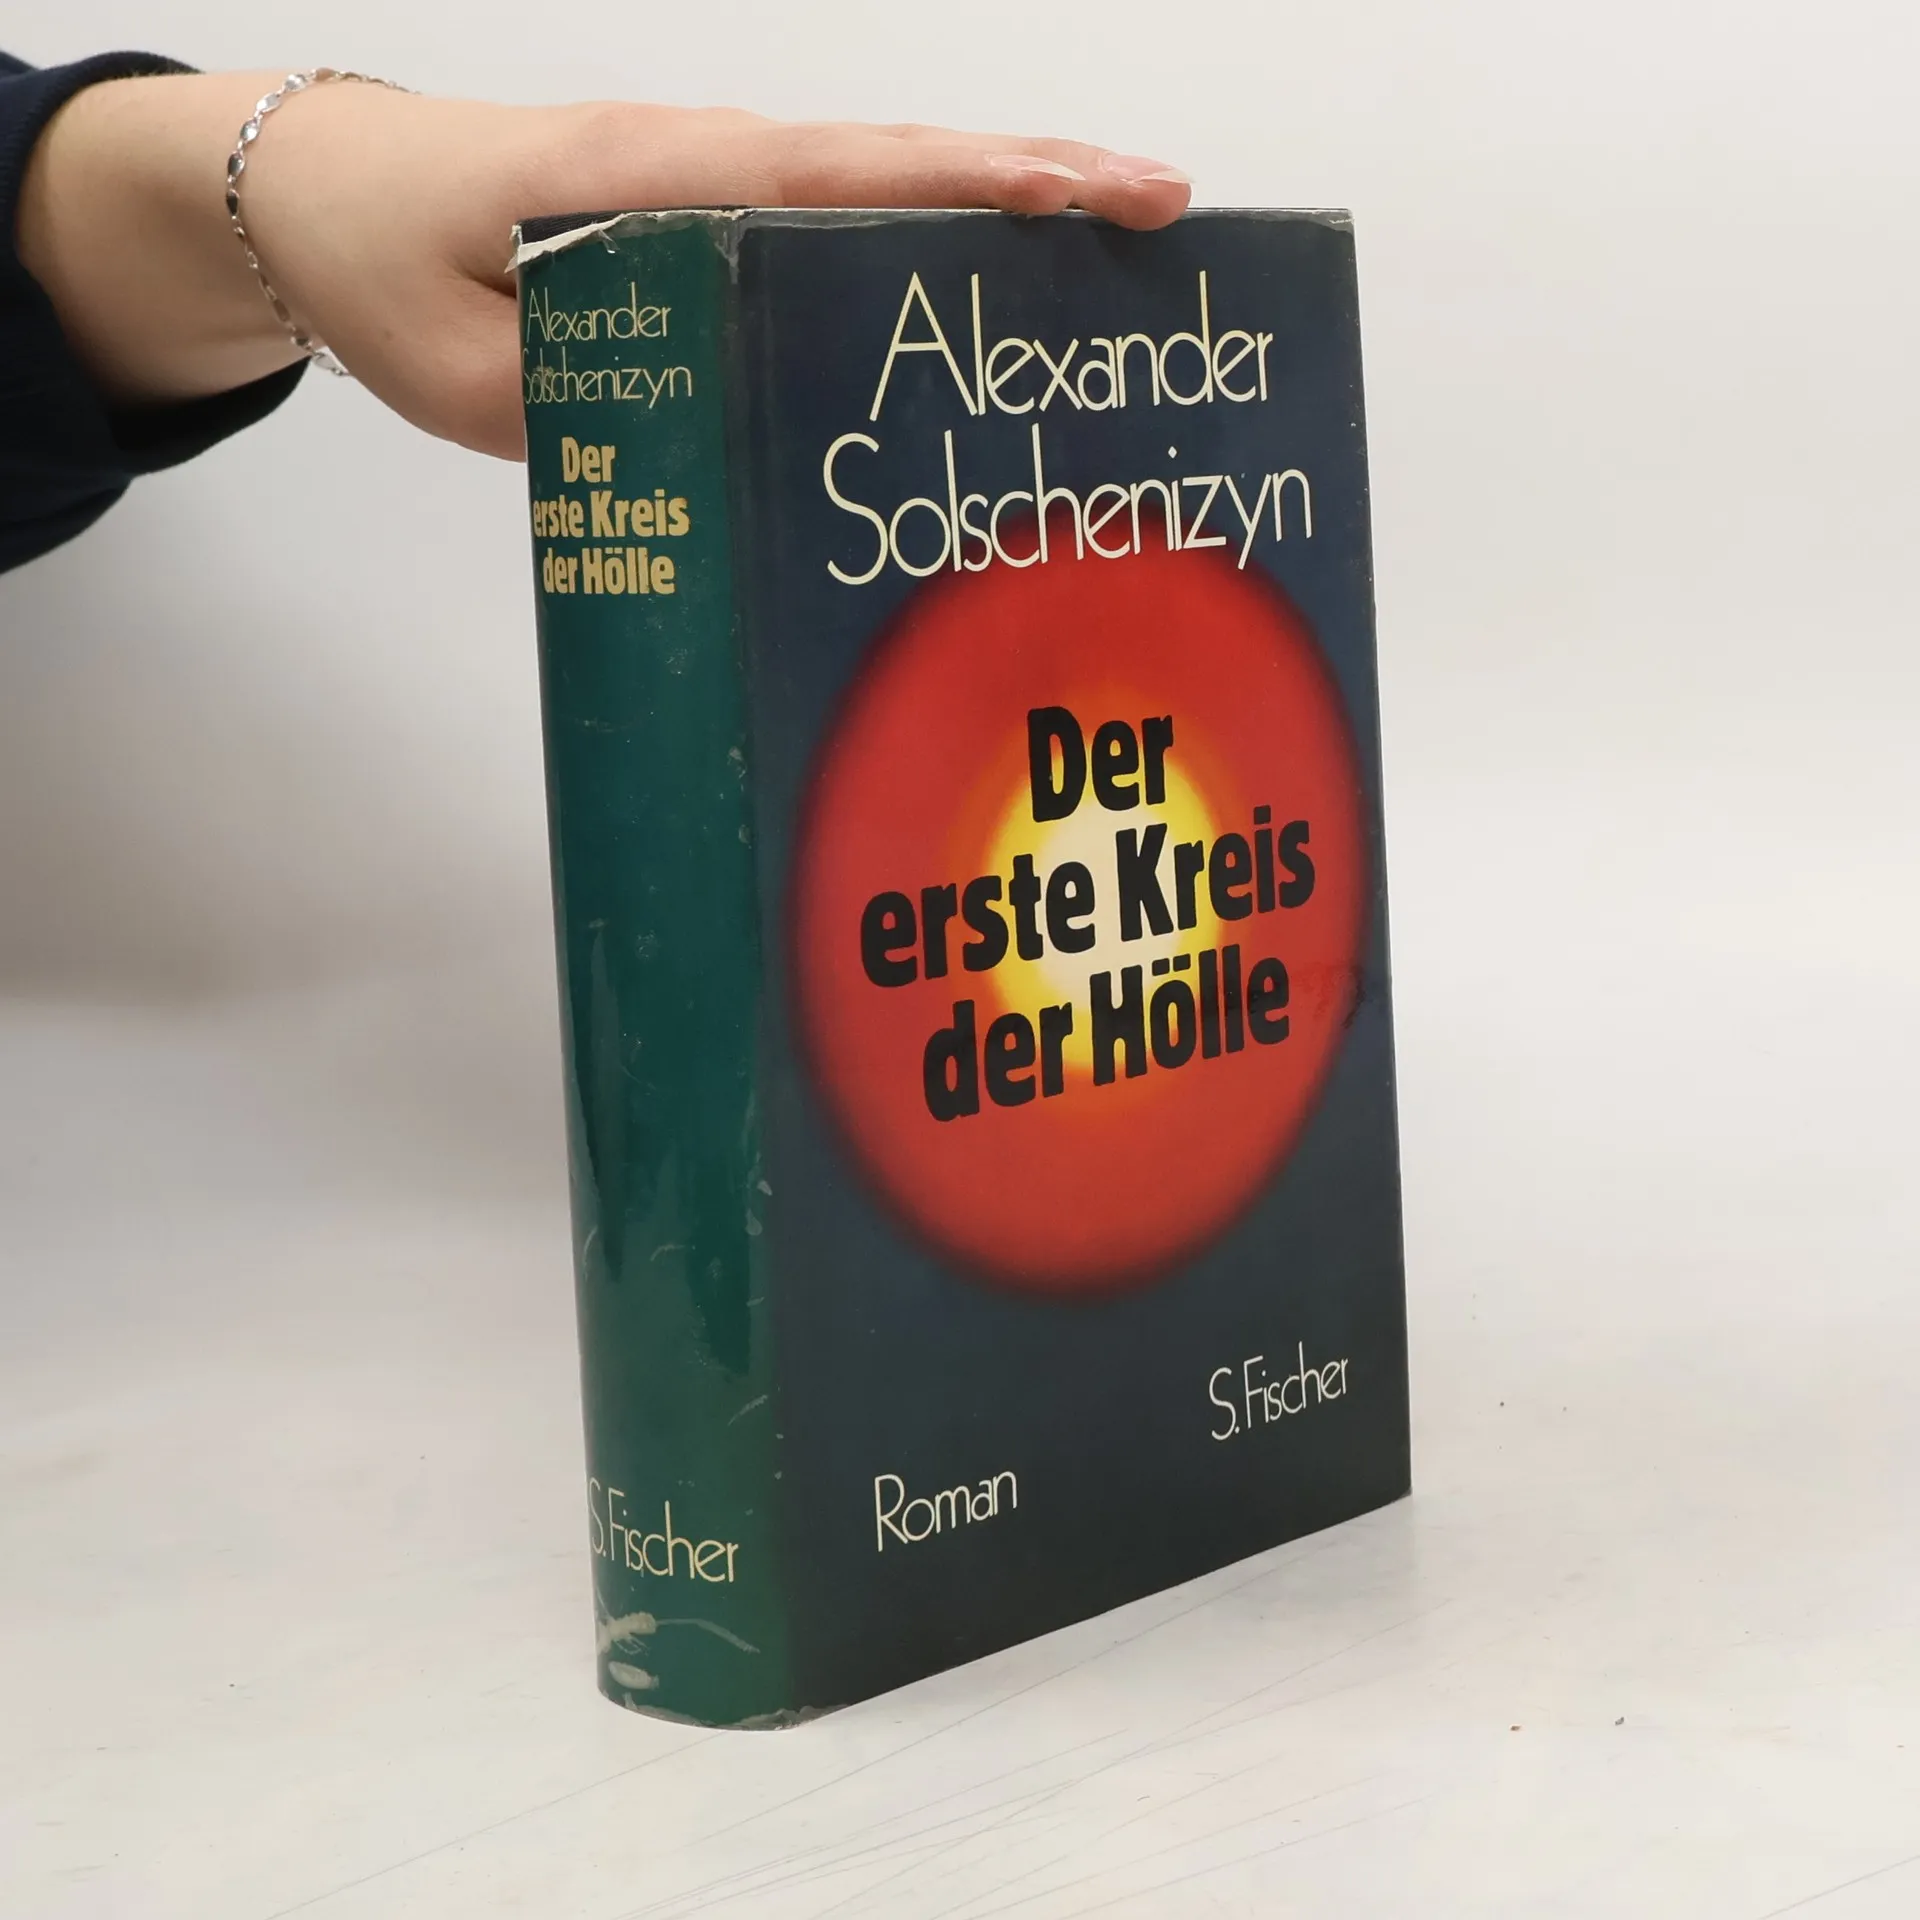 Alexander
Solschenizyn
Der
erste Kreis
der Hölle
S. Fischer
Alexander
Solschenizyn
Der
erste Kreis
der Hölle
S. Fischer
Roman